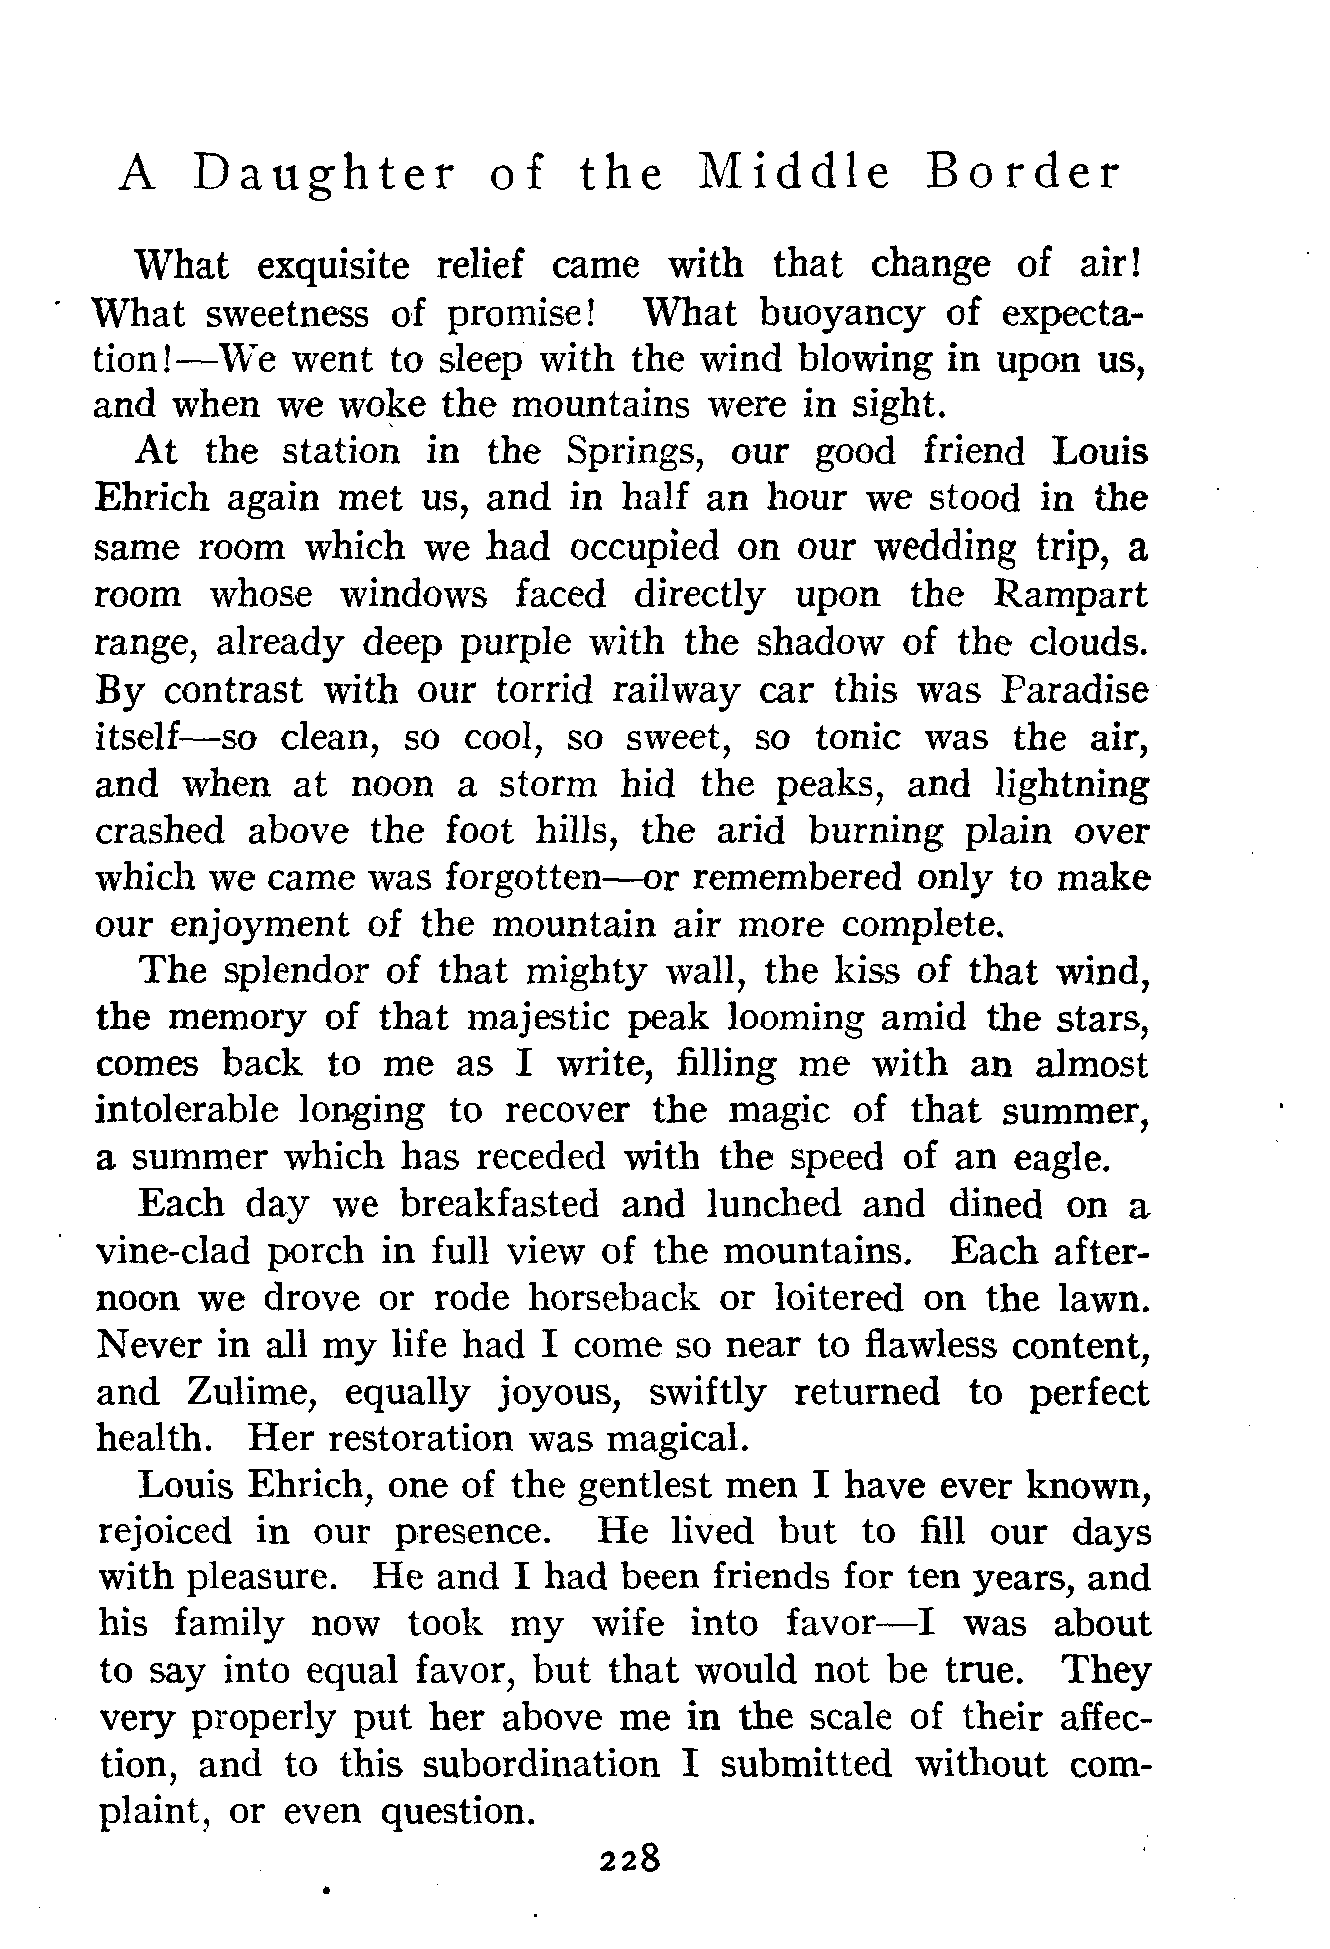 A Daughter of the Middle Border
What exquisite relief came with that change of air!
What sweetness of promise! What buoyancy of expecta-
tion!—We went to sleep with the wind blowing in upon us,
and when we woke the mountains were in sight.
At the station in the Springs, our good friend Louis
Ehrich again met us, and in half an hour we stood in the
same room which we had occupied on our wedding trip, a
room whose windows faced directly upon the Rampart
range, already deep purple with the shadow of the clouds.
By contrast with our torrid railway car this was Paradise
itself—so clean, so cool, so sweet, so tonic was the air,
and when at noon a storm hid the peaks, and lightning
crashed above the foot hills, the arid burning plain over
which we came was forgotten—or remembered only to make
our enjoyment of the mountain air more complete.
The splendor of that mighty wall, the kiss of that wind,
the memory of that majestic peak looming amid the stars,
comes back to me as I write, filling me with an almost
intolerable longing to recover the magic of that summer,
a summer which has receded with the speed of an eagle.
Each day we breakfasted and lunched and dined on a
vine-clad porch in full view of the mountains. Each after-
noon we drove or rode horseback or loitered on the lawn.
Never in all my life had I come so near to flawless content,
and Zulime, equally joyous, swiftly returned to perfect
health. Her restoration was magical.
Louis Ehrich, one of the gentlest men I have ever known,
rejoiced in our presence. He lived but to fill our days
with pleasure. He and I had been friends for ten years, and
his family now took my wife into favor—I was about
to say into equal favor, but that would not be true. They
very properly put her above me in the scale of their affec-
tion, and to this subordination I submitted without com-
plaint, or even question.
228